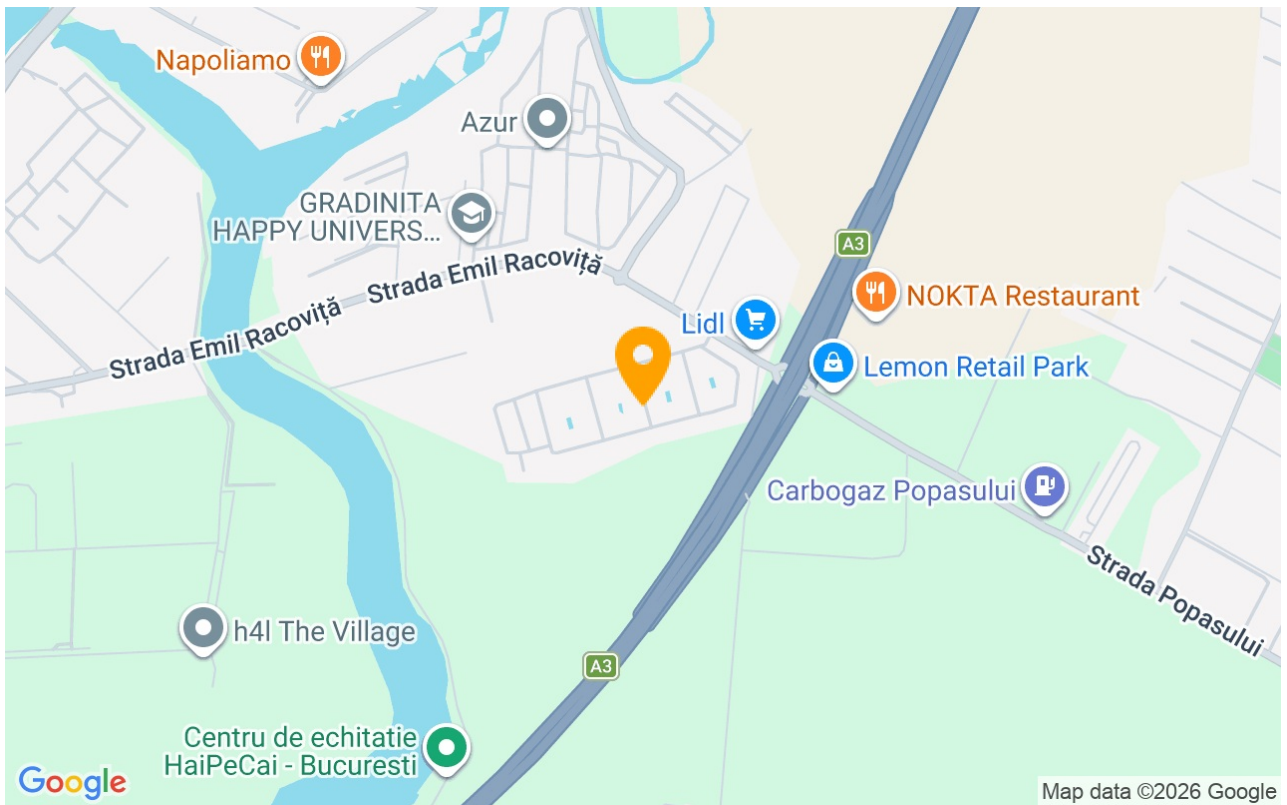 Napoliamo
Azur
GRADINITA
HAPPY UNIVERS...
A3
Strada Emil Racoviță
Strada Emil Racoviță
NOKTA Restaurant
Lidl
Lemon Retail Park
Carbogaz Popasului
Strada Popasului
h4l The Village
A3
Centru de echitatie
HaiPeCai - Bucuresti
Google
Map data ©2026 Google